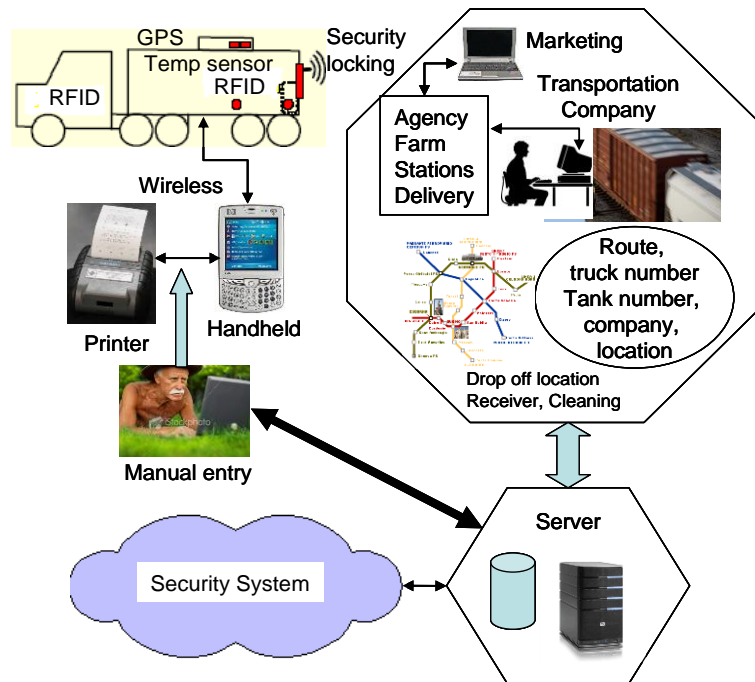 GPS
Security
locking
Temp sensor
RFID
RFID
Wireless
Printer
Handheld
iStockphoto
Manual entry
Marketing
Transportation
Company
Agency
Farm
Stations
Delivery
Route,
truck number
Tank number,
company,
location
Drop off location
Receiver, Cleaning
Server
Security System